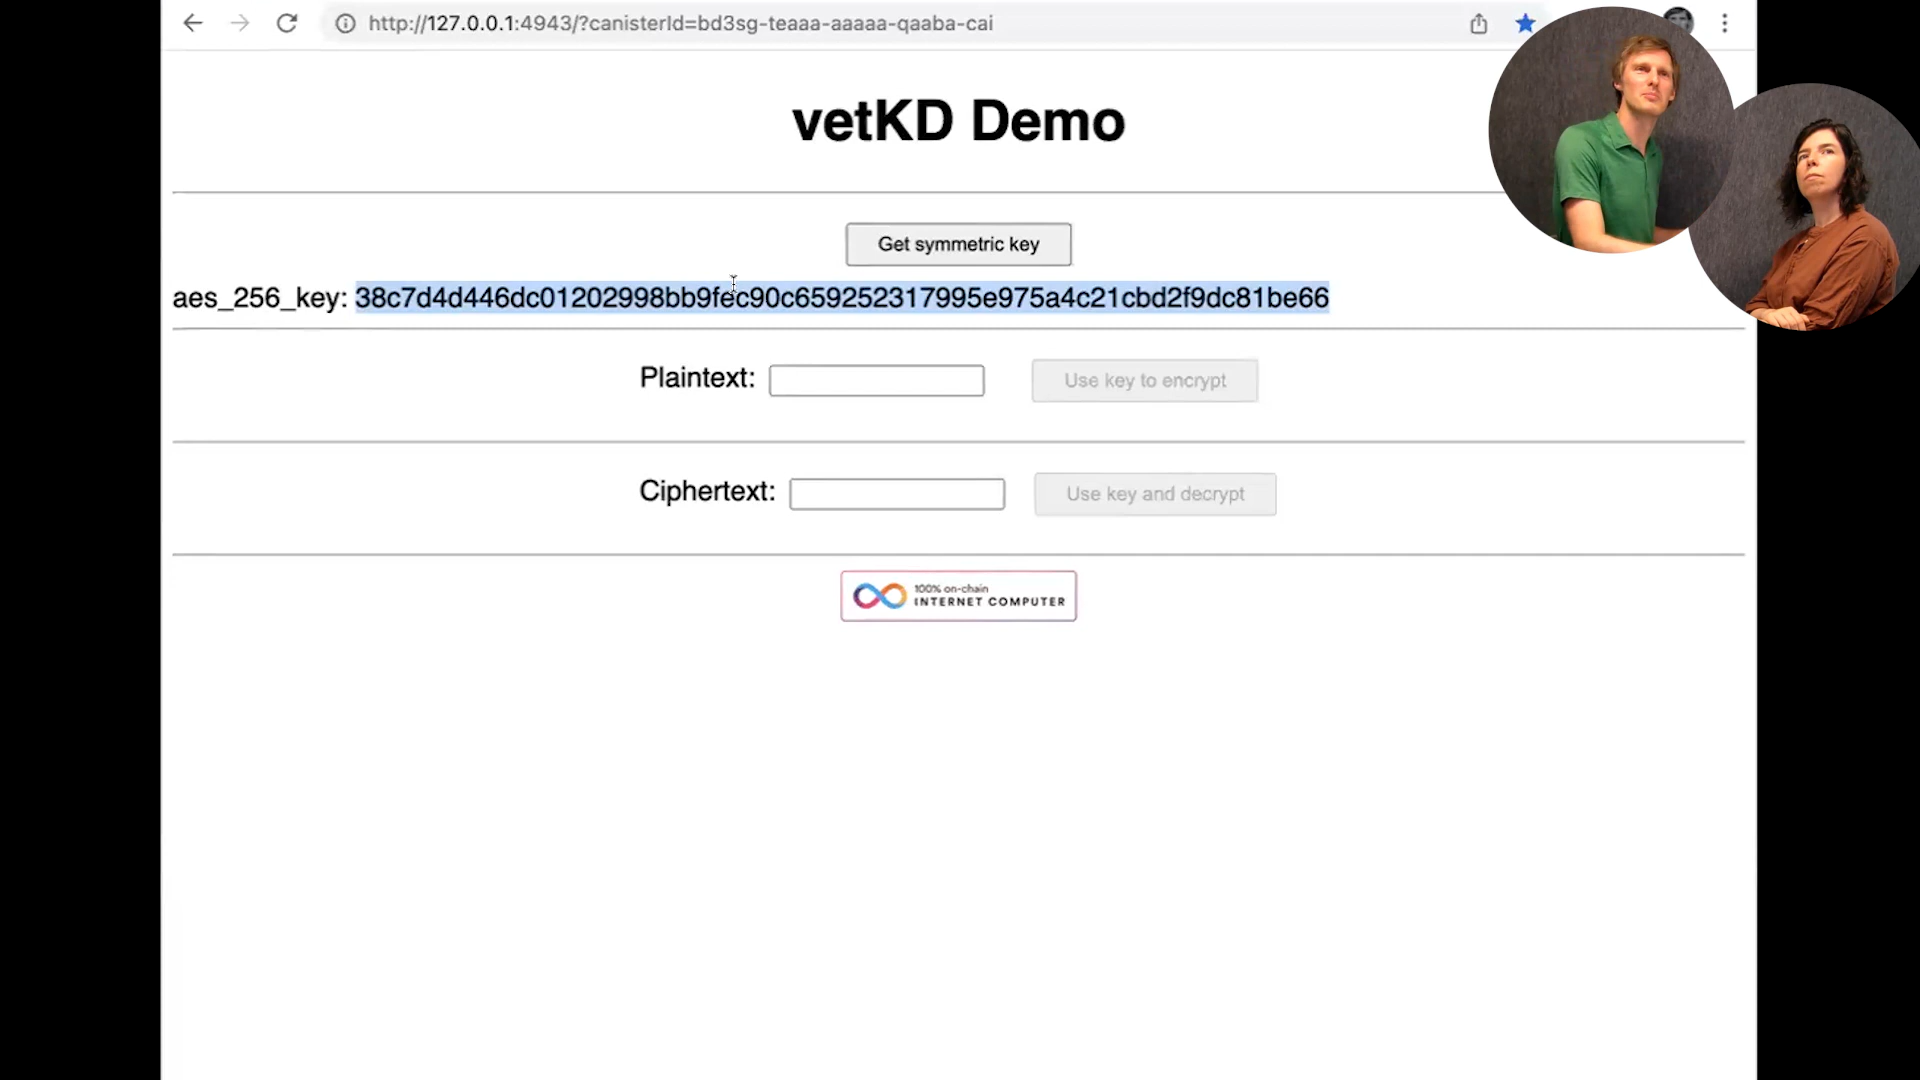 http://127.0.0.1:4943/?canisterId=bd3sg-teaaa-aaaaa-qaaba-cai
vetKD Demo
Get symmetric key
aes_256_key: 38c7d4d446dc01202998bb9fec90c659252317995e975a4c21cbd2f9dc81be66
Plaintext:
Use key to encrypt
Ciphertext:
Use key and decrypt
100% on-chain
INTERNET COMPUTER